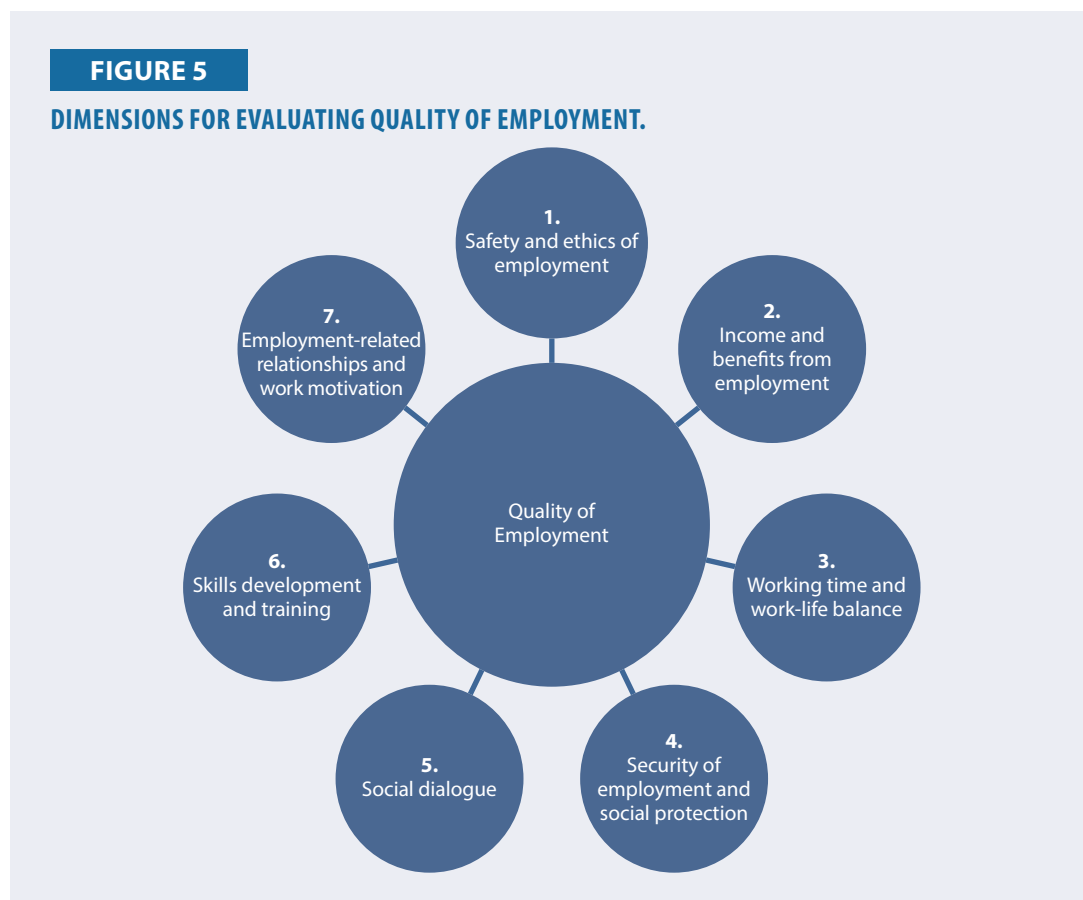 FIGURE 5
DIMENSIONS FOR EVALUATING QUALITY OF EMPLOYMENT.
1.
Safety and ethics of
employment
2.
Income and
benefits from
employment
3.
Working time and
work-life balance
4.
Security of
employment and
social protection
5.
Social dialogue
6.
Skills development
and training
7.
Employment-related
relationships and
work motivation
Quality of
Employment